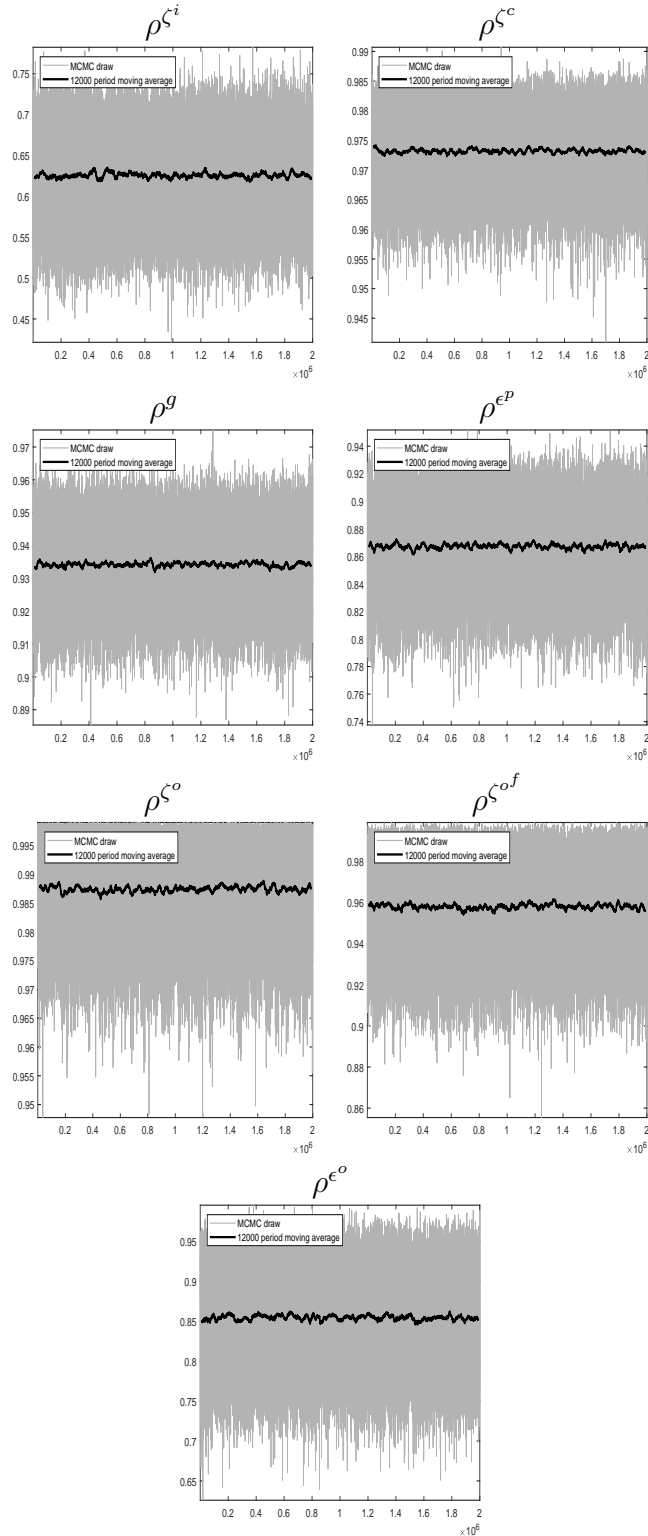 ρ^{ζ^i}
MCMC draw
12000 period moving average
0.75
0.7
0.65
0.6
0.55
0.5
0.45
0.2 0.4 0.6 0.8 1 1.2 1.4 1.6 1.8 2
×10^6
ρ^{ζ^c}
MCMC draw
12000 period moving average
0.99
0.985
0.98
0.975
0.97
0.965
0.96
0.955
0.95
0.945
0.2 0.4 0.6 0.8 1 1.2 1.4 1.6 1.8 2
×10^6
ρ^g
MCMC draw
12000 period moving average
0.97
0.96
0.95
0.94
0.93
0.92
0.91
0.9
0.89
0.2 0.4 0.6 0.8 1 1.2 1.4 1.6 1.8 2
×10^6
ρ^{ϵ^p}
MCMC draw
12000 period moving average
0.94
0.92
0.9
0.88
0.86
0.84
0.82
0.8
0.78
0.76
0.74
0.2 0.4 0.6 0.8 1 1.2 1.4 1.6 1.8 2
×10^6
ρ^{ζ^o}
MCMC draw
12000 period moving average
0.995
0.99
0.985
0.98
0.975
0.97
0.965
0.96
0.955
0.95
0.2 0.4 0.6 0.8 1 1.2 1.4 1.6 1.8 2
×10^6
ρ^{ζ^{o^f}}
MCMC draw
12000 period moving average
0.98
0.96
0.94
0.92
0.9
0.88
0.86
0.2 0.4 0.6 0.8 1 1.2 1.4 1.6 1.8 2
×10^6
ρ^{ϵ^o}
MCMC draw
12000 period moving average
0.95
0.9
0.85
0.8
0.75
0.7
0.65
0.2 0.4 0.6 0.8 1 1.2 1.4 1.6 1.8 2
×10^6